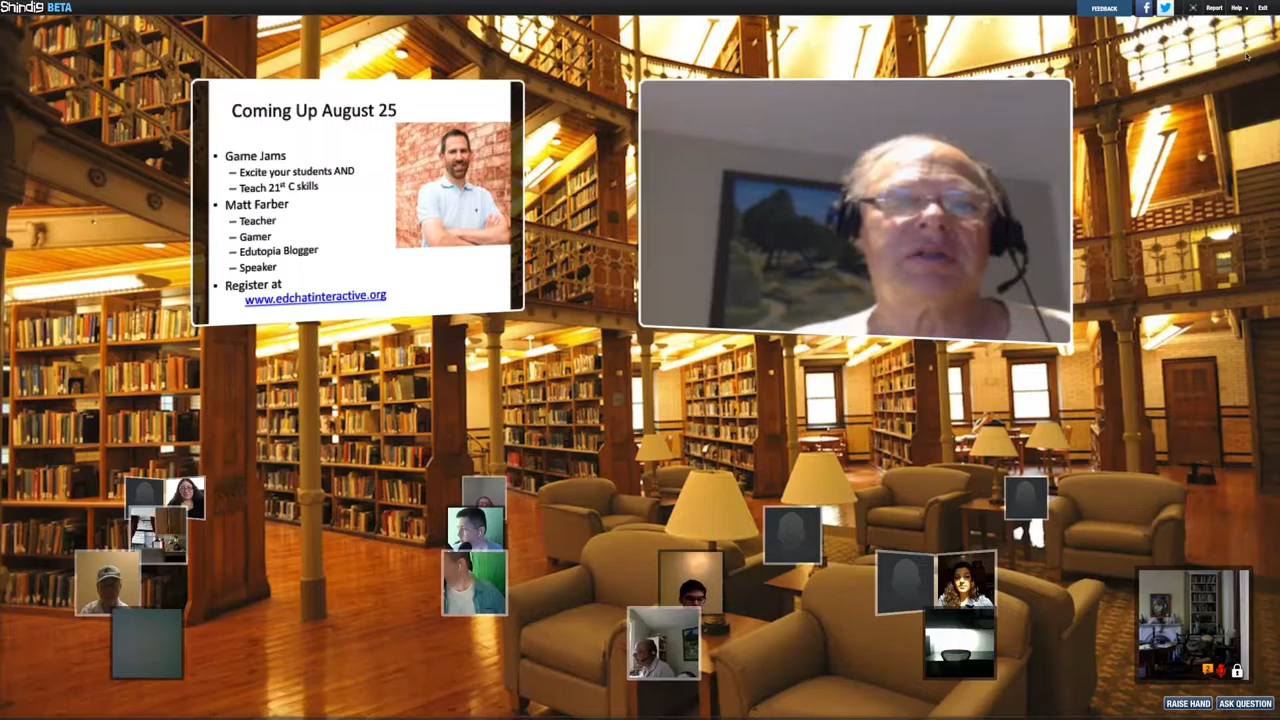 Shindig BETA
FEEDBACK
Report
Help
Exit
Coming Up August 25
• Game Jams
– Excite your students AND
– Teach 21st C skills
• Matt Farber
– Teacher
– Gamer
– Edutopia Blogger
– Speaker
• Register at
www.edchatinteractive.org
2
RAISE HAND
ASK QUESTION